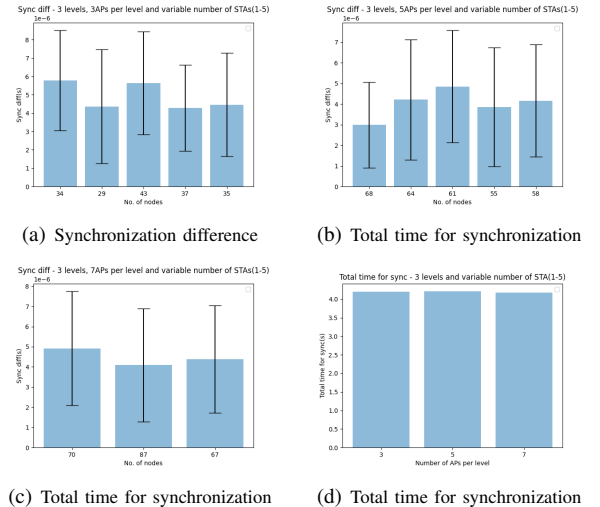 Sync diff - 3 levels, 3APs per level and variable number of STAs(1-5)
1e−6
8
7
6
5
4
3
2
1
0
Sync diff(s)
34 29 43 37 35
No. of nodes
(a) Synchronization difference
Sync diff - 3 levels, 5APs per level and variable number of STAs(1-5)
1e−6
7
6
5
4
3
2
1
0
Sync diff(s)
68 64 61 55 58
No. of nodes
(b) Total time for synchronization
Sync diff - 3 levels, 7APs per level and variable number of STAs(1-5)
1e−6
8
7
6
5
4
3
2
1
0
Sync diff(s)
70 87 67
No. of nodes
(c) Total time for synchronization
Total time for sync - 3 levels and variable number of STA(1-5)
4.0
3.5
3.0
2.5
2.0
1.5
1.0
0.5
0.0
Total time for sync(s)
3 5 7
Number of APs per level
(d) Total time for synchronization